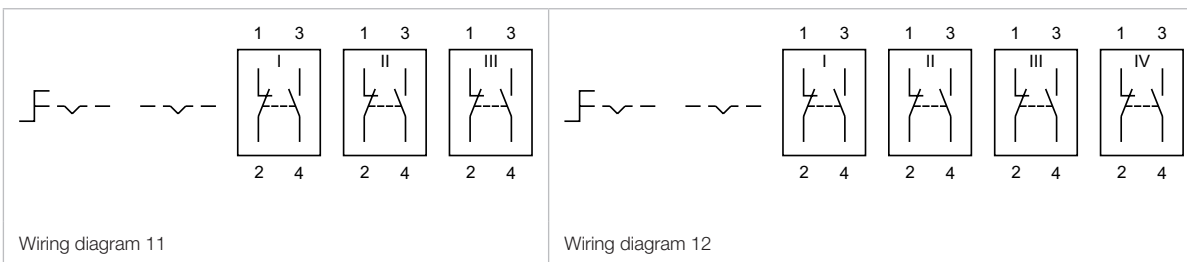 1 3 1 3 1 3
I II III
2 4 2 4 2 4
Wiring diagram 11
1 3 1 3 1 3 1 3
I II III IV
2 4 2 4 2 4 2 4
Wiring diagram 12